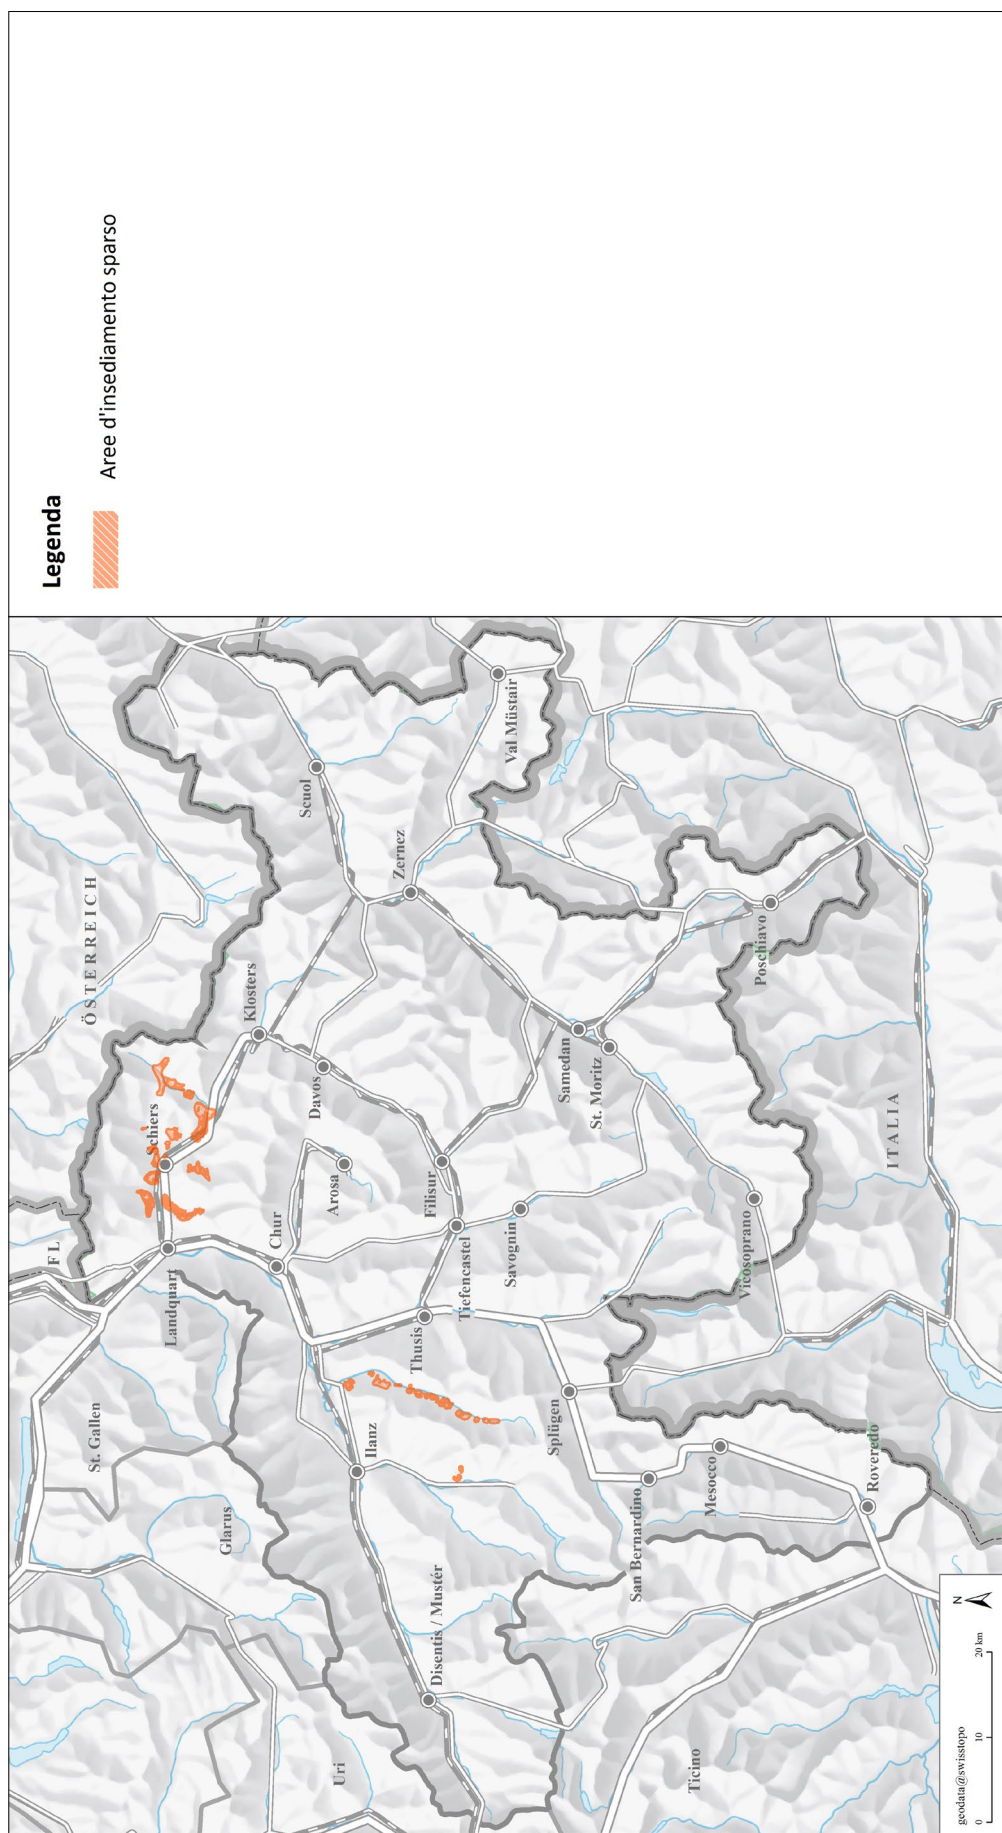 Legenda
Aree d'insediamento sparso
FL
ÖSTERREICH
St. Gallen
Landquart
Schiers
Klosters
Glarus
Chur
Scuol
Arosa
Davos
Uri
Ilanz
Zernez
Disentis / Mustér
Thusis
Filisur
Tiefencastel
Val Müstair
Savognin
Splügen
Samedan
St. Moritz
San Bernardino
Mesocco
Ticino
Vicosoprano
Poschiavo
Roveredo
ITALIA
geodata@swisstopo
N
0 10 20 km